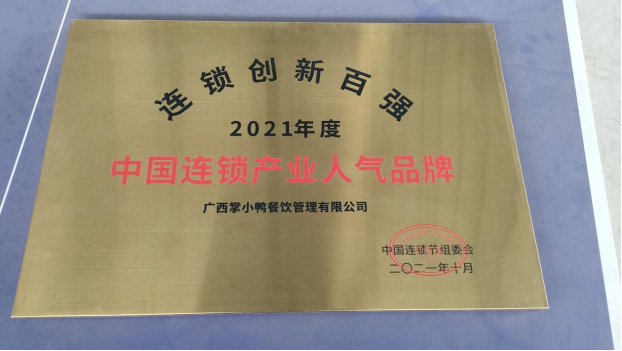 连锁创新百强
2021年度
中国连锁产业人气品牌
广西掌小鸭餐饮管理有限公司
中国连锁节组委会
二〇二一年十月